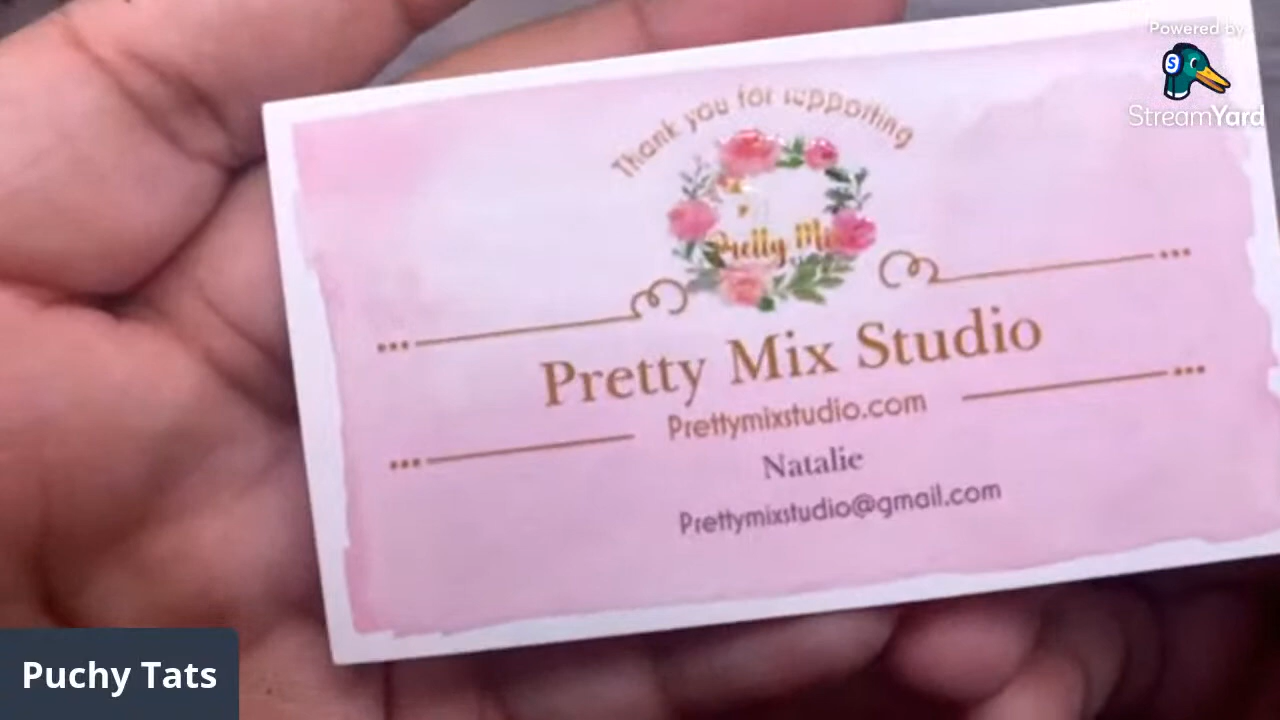 Powered by
StreamYard
Thank you for supporting
Pretty Mix
Pretty Mix Studio
Prettymixstudio.com
Natalie
Prettymixstudio@gmail.com
Puchy Tats